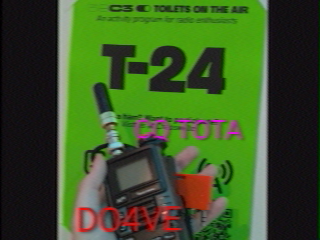 TOILETS ON THE AIR
An activity program for radio enthusiasts
T-24
CQ TOTA
DO4VE